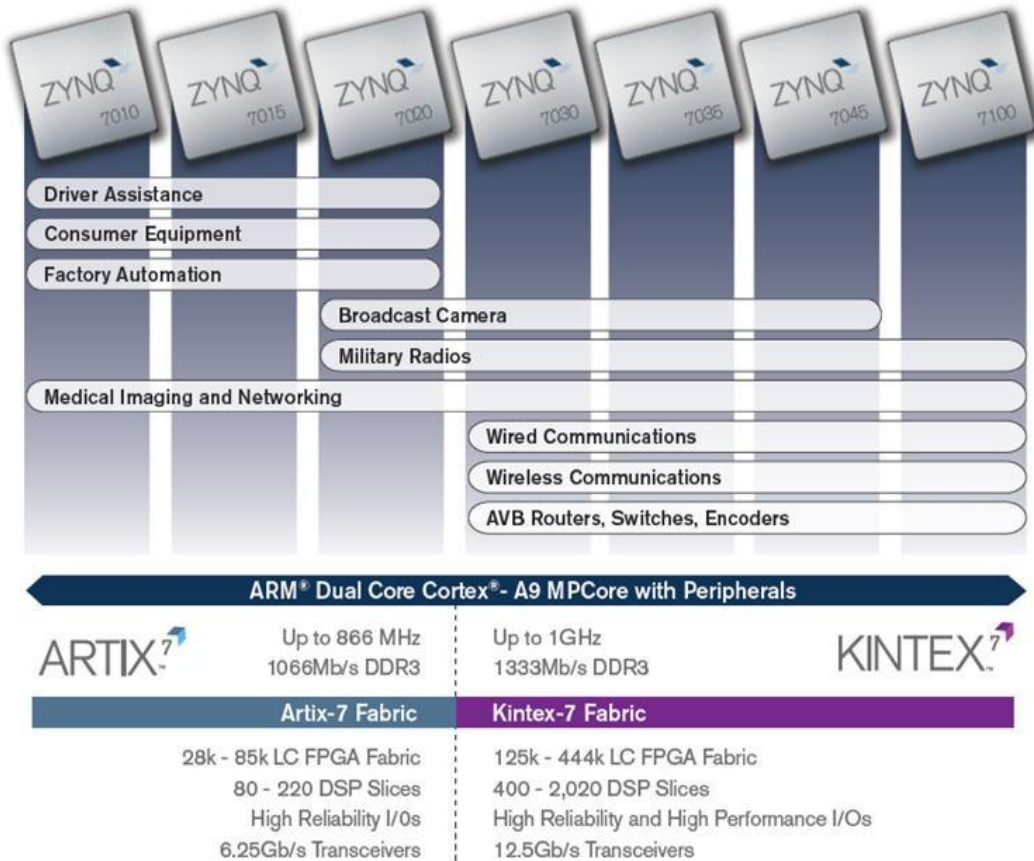 ZYNQ 7010
ZYNQ 7015
ZYNQ 7020
ZYNQ 7030
ZYNQ 7035
ZYNQ 7045
ZYNQ 7100
Driver Assistance
Consumer Equipment
Factory Automation
Broadcast Camera
Military Radios
Medical Imaging and Networking
Wired Communications
Wireless Communications
AVB Routers, Switches, Encoders
ARM® Dual Core Cortex®- A9 MPCore with Peripherals
ARTIX 7™
Up to 866 MHz
1066Mb/s DDR3
Up to 1GHz
1333Mb/s DDR3
KINTEX 7™
Artix-7 Fabric
28k - 85k LC FPGA Fabric
80 - 220 DSP Slices
High Reliability I/0s
6.25Gb/s Transceivers
Kintex-7 Fabric
125k - 444k LC FPGA Fabric
400 - 2,020 DSP Slices
High Reliability and High Performance I/Os
12.5Gb/s Transceivers